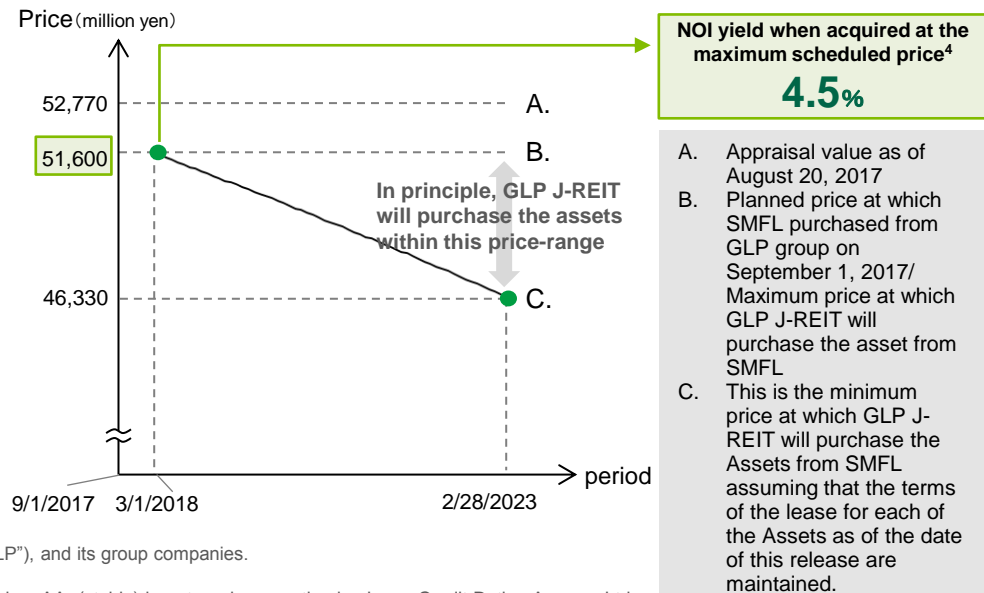 Price（million yen）
NOI yield when acquired at the
maximum scheduled price4
4.5%
52,770
A.
51,600
B.
In principle, GLP J-REIT
will purchase the assets
within this price-range
46,330
C.
period
9/1/2017
3/1/2018
2/28/2023
A. Appraisal value as of
August 20, 2017
B. Planned price at which
SMFL purchased from
GLP group on
September 1, 2017/
Maximum price at which
GLP J-REIT will
purchase the asset from
SMFL
C. This is the minimum
price at which GLP J-
REIT will purchase the
Assets from SMFL
assuming that the terms
of the lease for each of
the Assets as of the date
of this release are
maintained.
LP”), and its group companies.